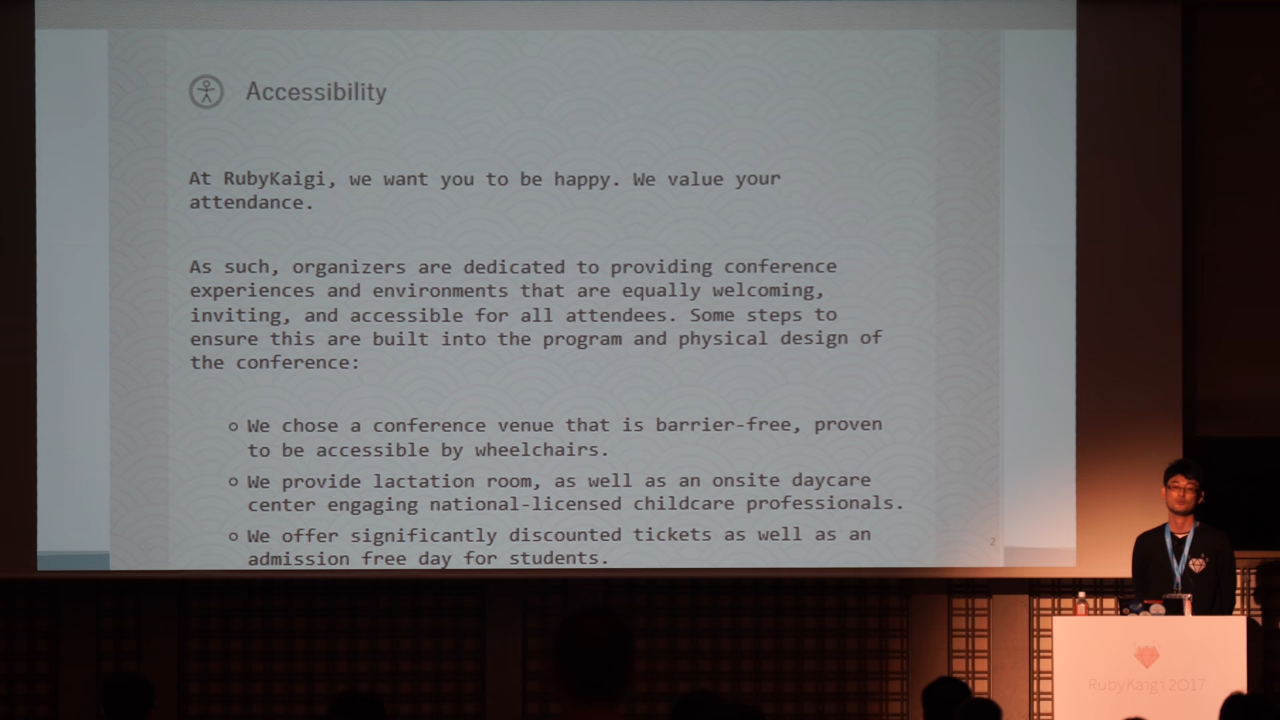 Accessibility
At RubyKaigi, we want you to be happy. We value your
attendance.
As such, organizers are dedicated to providing conference
experiences and environments that are equally welcoming,
inviting, and accessible for all attendees. Some steps to
ensure this are built into the program and physical design of
the conference:
We chose a conference venue that is barrier-free, proven
to be accessible by wheelchairs.
We provide lactation room, as well as an onsite daycare
center engaging national-licensed childcare professionals.
We offer significantly discounted tickets as well as an
admission free day for students.
2
RubyKaigi 2017